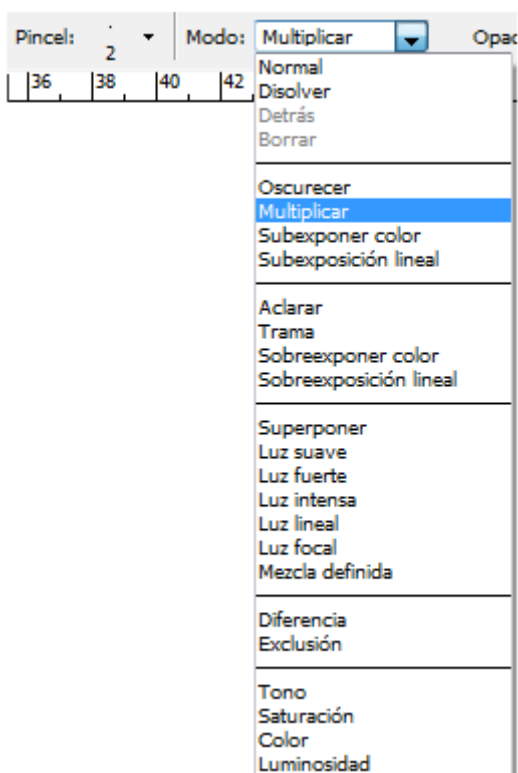 Pincel: 2 Modo: Multiplicar Opac
36 38 40 42
Normal
Disolver
Detrás
Borrar
Oscurecer
Multiplicar
Subexponer color
Subexposición lineal
Aclarar
Trama
Sobreexponer color
Sobreexposición lineal
Superponer
Luz suave
Luz fuerte
Luz intensa
Luz lineal
Luz focal
Mezcla definida
Diferencia
Exclusión
Tono
Saturación
Color
Luminosidad